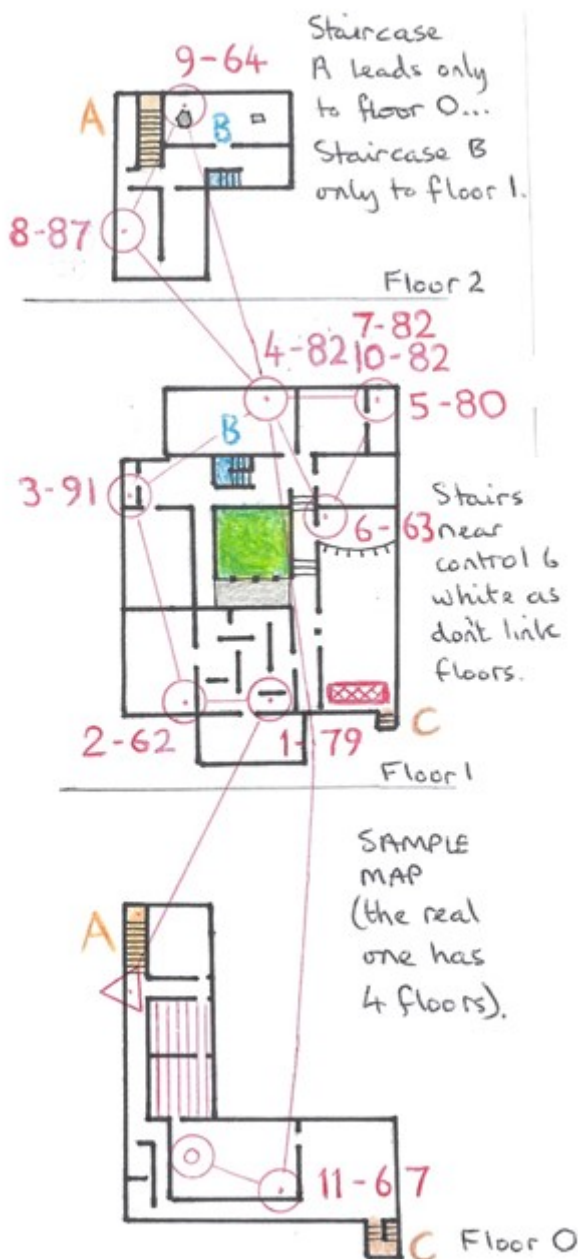 Staircase
A leads only
to floor 0...
Staircase B
only to floor 1.
9-64
A
B
8-87
Floor 2
7-82
4-82
10-82
5-80
B
3-91
6-63
Stairs
near
control 6
white as
don't link
floors.
C
2-62
1-79
Floor 1
SAMPLE
MAP
(the real
one has
4 floors).
A
11-67
C
Floor 0